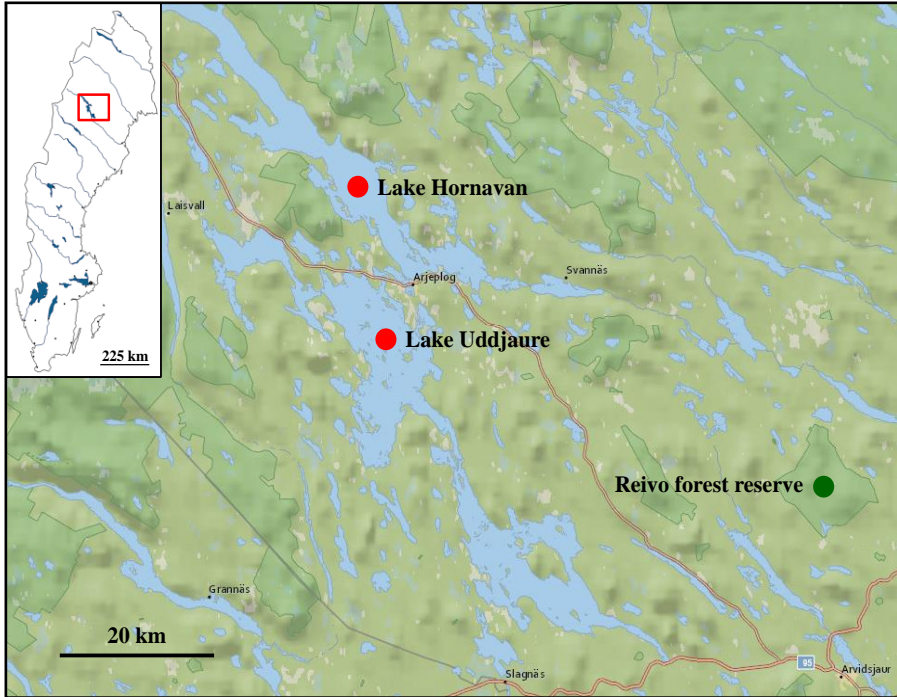 225 km
Lake Hornavan
Laisvall
Svannäs
Arjeplog
Lake Uddjaure
Reivo forest reserve
Grannäs
20 km
95
Arvidsjaur
Slagnäs